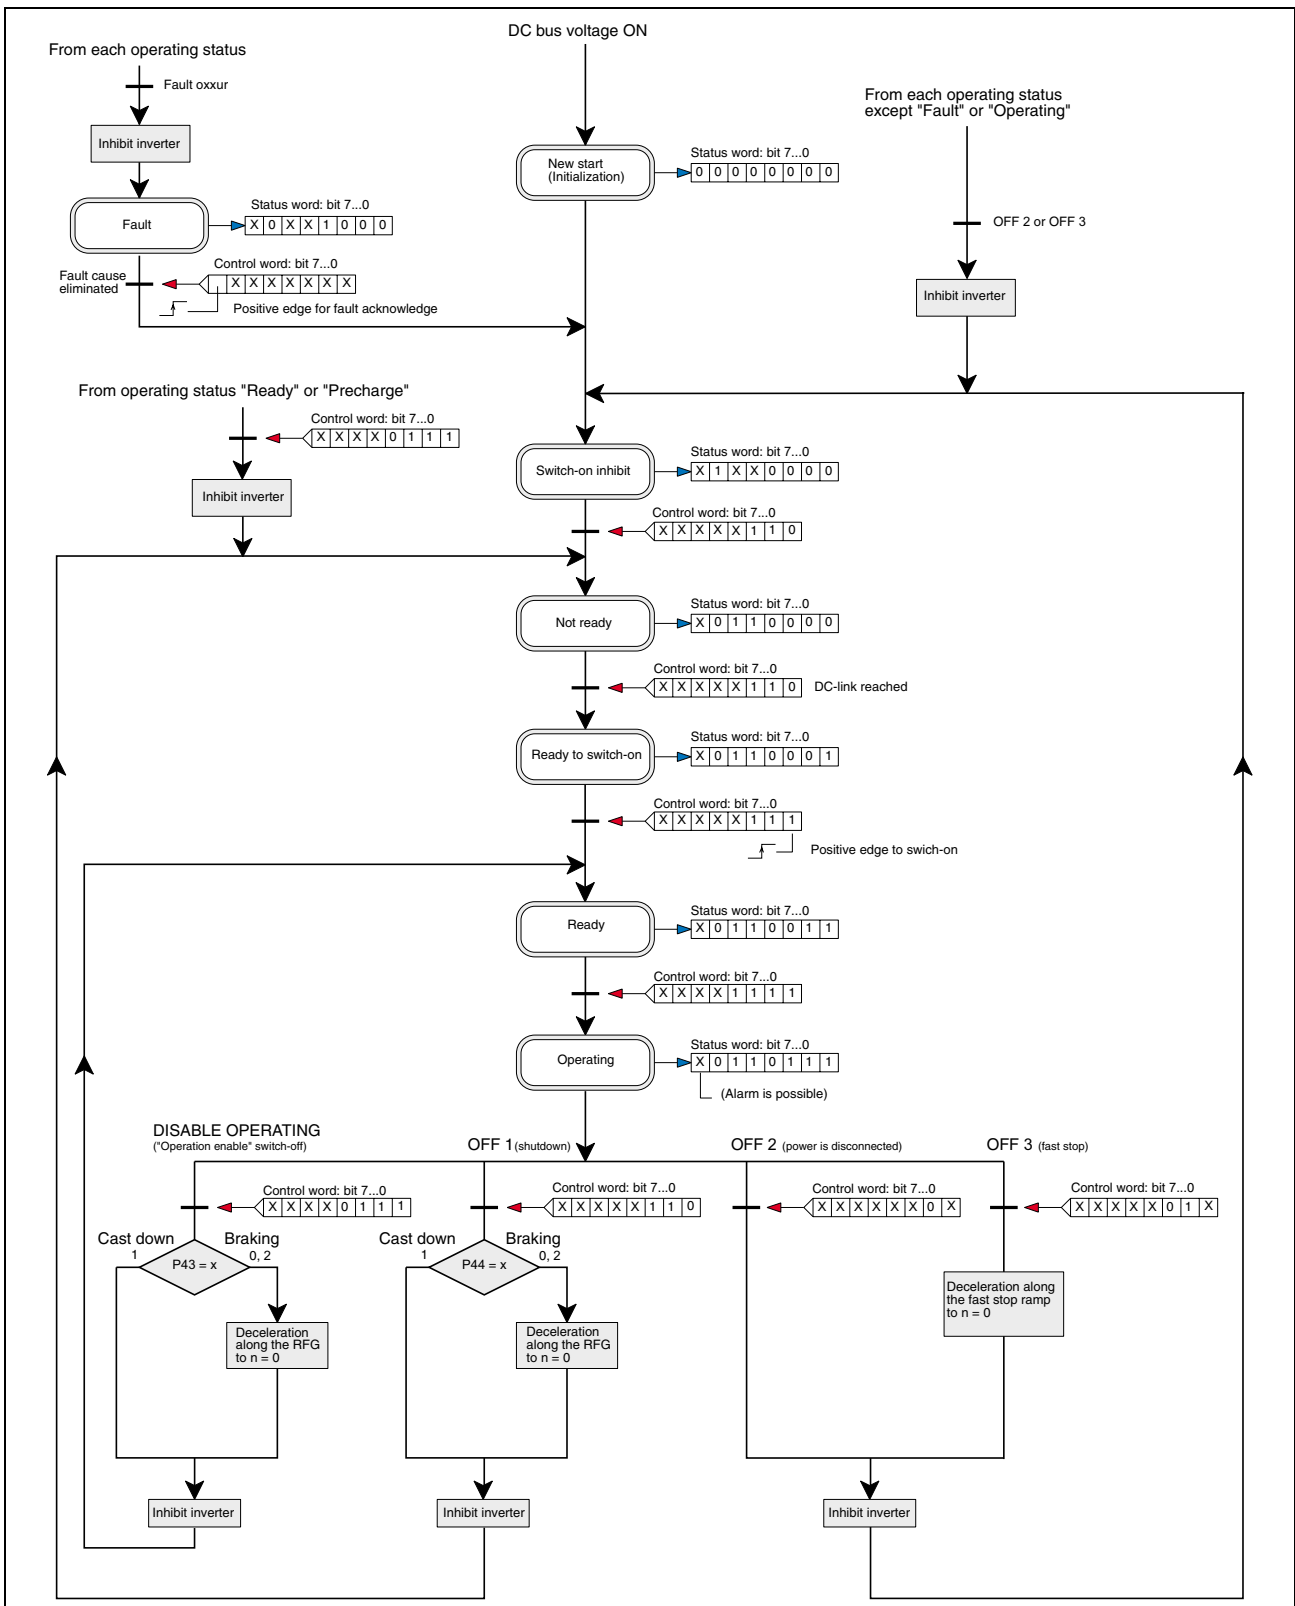 DC bus voltage ON
From each operating status
Fault oxxur
Inhibit inverter
Fault
Status word: bit 7...0
X 0 X X 1 0 0 0
Fault cause
eliminated
Control word: bit 7...0
X X X X X X X
Positive edge for fault acknowledge
New start
(Initialization)
Status word: bit 7...0
0 0 0 0 0 0 0 0
From each operating status
except "Fault" or "Operating"
OFF 2 or OFF 3
Inhibit inverter
From operating status "Ready" or "Precharge"
Control word: bit 7...0
X X X X 0 1 1 1
Inhibit inverter
Switch-on inhibit
Status word: bit 7...0
X 1 X X 0 0 0 0
Control word: bit 7...0
X X X X X 1 1 0
Not ready
Status word: bit 7...0
X 0 1 1 0 0 0 0
Control word: bit 7...0
X X X X X 1 1 0
DC-link reached
Ready to switch-on
Status word: bit 7...0
X 0 1 1 0 0 0 1
Control word: bit 7...0
X X X X X 1 1 1
Positive edge to swich-on
Ready
Status word: bit 7...0
X 0 1 1 0 0 1 1
Control word: bit 7...0
X X X X 1 1 1 1
Operating
Status word: bit 7...0
X 0 1 1 0 1 1 1
(Alarm is possible)
DISABLE OPERATING
("Operation enable" switch-off)
Control word: bit 7...0
X X X X 0 1 1 1
Cast down
1
Braking
0, 2
P43 = x
Deceleration
along the RFG
to n = 0
Inhibit inverter
OFF 1 (shutdown)
Control word: bit 7...0
X X X X X 1 1 0
Cast down
1
Braking
0, 2
P44 = x
Deceleration
along the RFG
to n = 0
Inhibit inverter
OFF 2 (power is disconnected)
Control word: bit 7...0
X X X X X X 0 X
OFF 3 (fast stop)
Control word: bit 7...0
X X X X X 0 1 X
Deceleration along
the fast stop ramp
to n = 0
Inhibit inverter